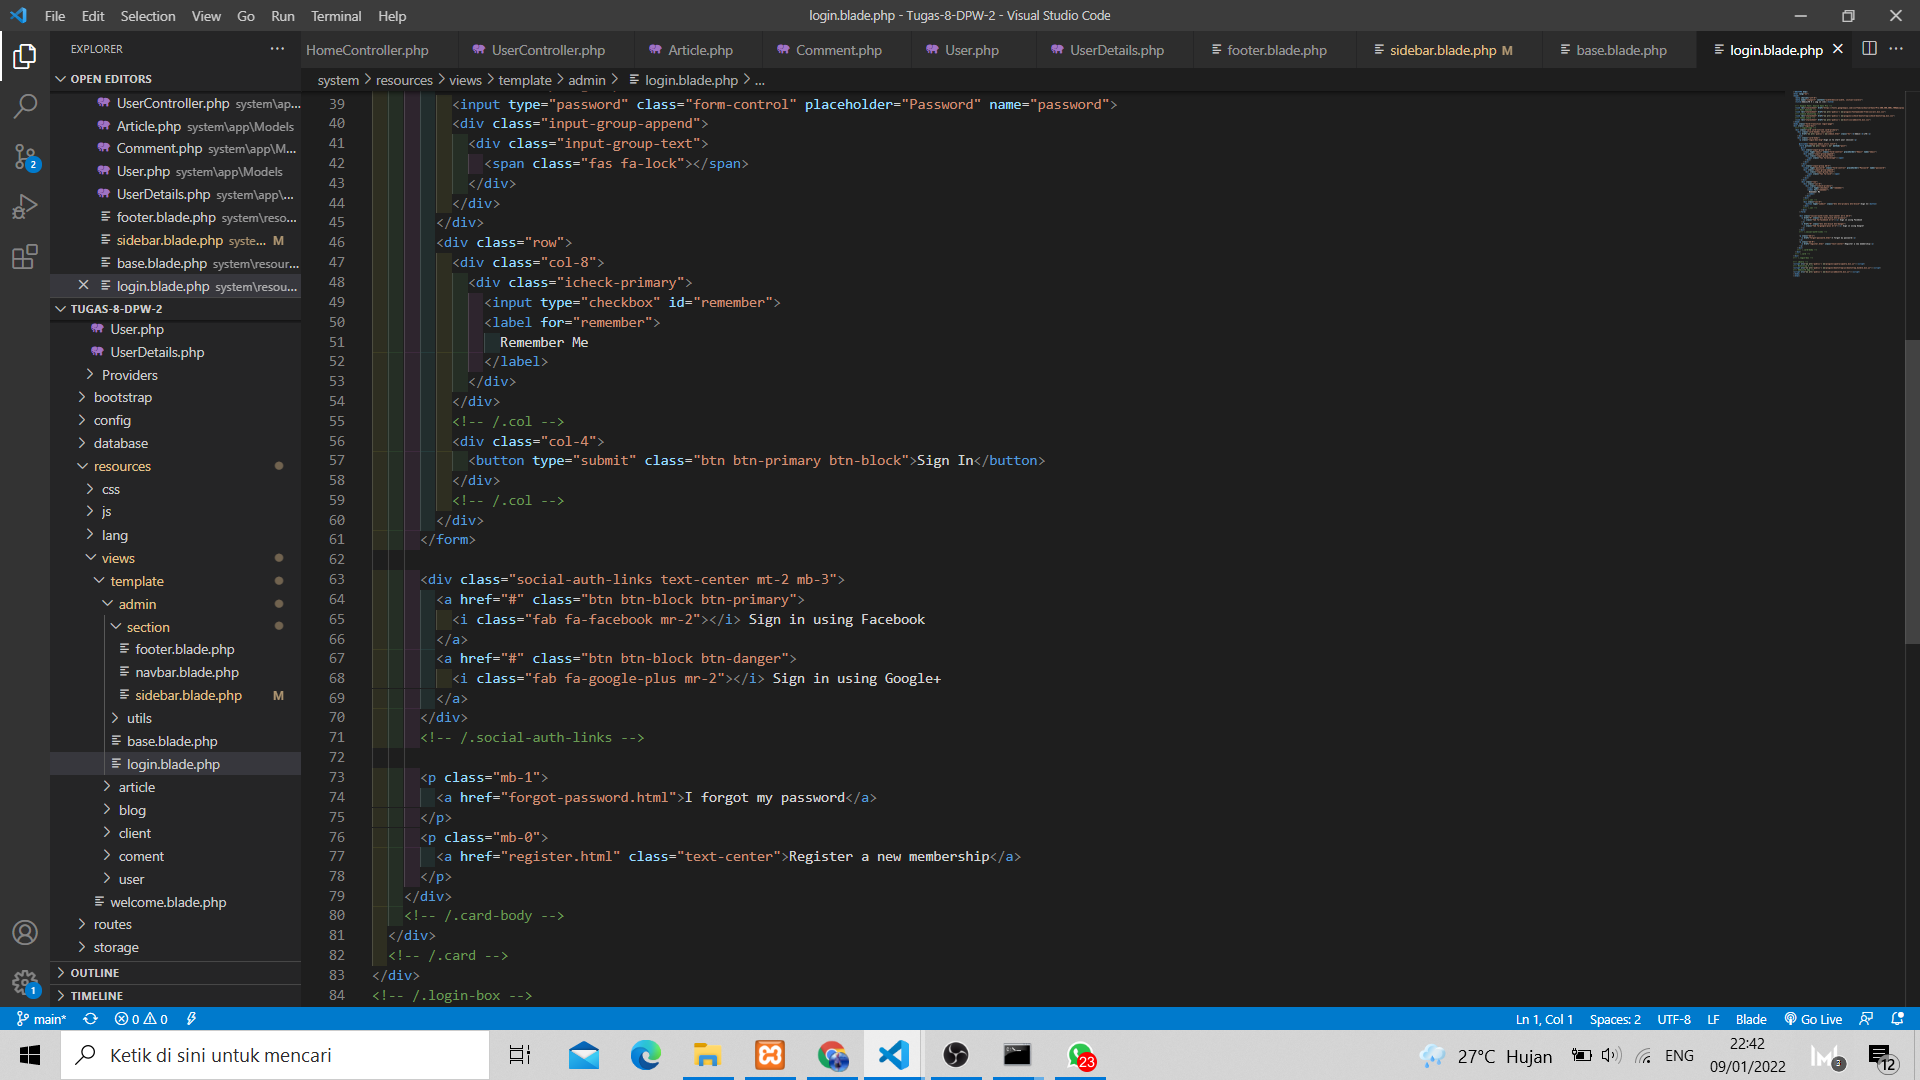 File Edit Selection View Go Run Terminal Help
login.blade.php - Tugas-8-DPW-2 - Visual Studio Code
EXPLORER
HomeController.php UserController.php Article.php Comment.php User.php UserDetails.php footer.blade.php sidebar.blade.php M base.blade.php login.blade.php
OPEN EDITORS
system > resources > views > template > admin > login.blade.php > ...
UserController.php system\ap...
Article.php system\app\Models
Comment.php system\app\M...
User.php system\app\Models
UserDetails.php system\app\...
footer.blade.php system\reso...
sidebar.blade.php syste... M
base.blade.php system\resour...
login.blade.php system\resou...
TUGAS-8-DPW-2
User.php
UserDetails.php
Providers
bootstrap
config
database
resources
css
js
lang
views
template
admin
section
footer.blade.php
navbar.blade.php
sidebar.blade.php M
utils
base.blade.php
login.blade.php
article
blog
client
coment
user
welcome.blade.php
routes
storage
OUTLINE
TIMELINE
2
1
39 <input type="password" class="form-control" placeholder="Password" name="password">
40 <div class="input-group-append">
41 <div class="input-group-text">
42 <span class="fas fa-lock"></span>
43 </div>
44 </div>
45 </div>
46 <div class="row">
47 <div class="col-8">
48 <div class="icheck-primary">
49 <input type="checkbox" id="remember">
50 <label for="remember">
51 Remember Me
52 </label>
53 </div>
54 </div>
55 <!-- /.col -->
56 <div class="col-4">
57 <button type="submit" class="btn btn-primary btn-block">Sign In</button>
58 </div>
59 <!-- /.col -->
60 </div>
61 </form>
62
63 <div class="social-auth-links text-center mt-2 mb-3">
64 <a href="#" class="btn btn-block btn-primary">
65 <i class="fab fa-facebook mr-2"></i> Sign in using Facebook
66 </a>
67 <a href="#" class="btn btn-block btn-danger">
68 <i class="fab fa-google-plus mr-2"></i> Sign in using Google+
69 </a>
70 </div>
71 <!-- /.social-auth-links -->
72
73 <p class="mb-1">
74 <a href="forgot-password.html">I forgot my password</a>
75 </p>
76 <p class="mb-0">
77 <a href="register.html" class="text-center">Register a new membership</a>
78 </p>
79 </div>
80 <!-- /.card-body -->
81 </div>
82 <!-- /.card -->
83 </div>
84 <!-- /.login-box -->
main* 0 0
Ln 1, Col 1 Spaces: 2 UTF-8 LF Blade Go Live
Ketik di sini untuk mencari
23
27°C Hujan
ENG
22:42
09/01/2022
3
12